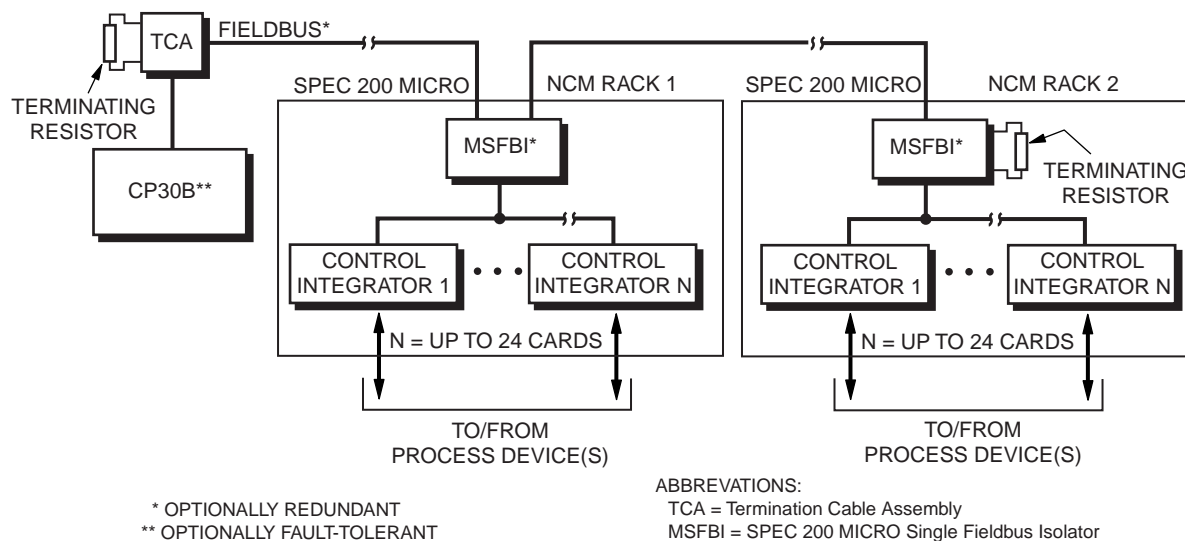 TCA
FIELDBUS*
TERMINATING
RESISTOR
CP30B**
SPEC 200 MICRO
NCM RACK 1
MSFBI*
CONTROL
INTEGRATOR 1
CONTROL
INTEGRATOR N
N = UP TO 24 CARDS
TO/FROM
PROCESS DEVICE(S)
SPEC 200 MICRO
NCM RACK 2
MSFBI*
TERMINATING
RESISTOR
CONTROL
INTEGRATOR 1
CONTROL
INTEGRATOR N
N = UP TO 24 CARDS
TO/FROM
PROCESS DEVICE(S)
* OPTIONALLY REDUNDANT
** OPTIONALLY FAULT-TOLERANT
ABBREVATIONS:
TCA = Termination Cable Assembly
MSFBI = SPEC 200 MICRO Single Fieldbus Isolator